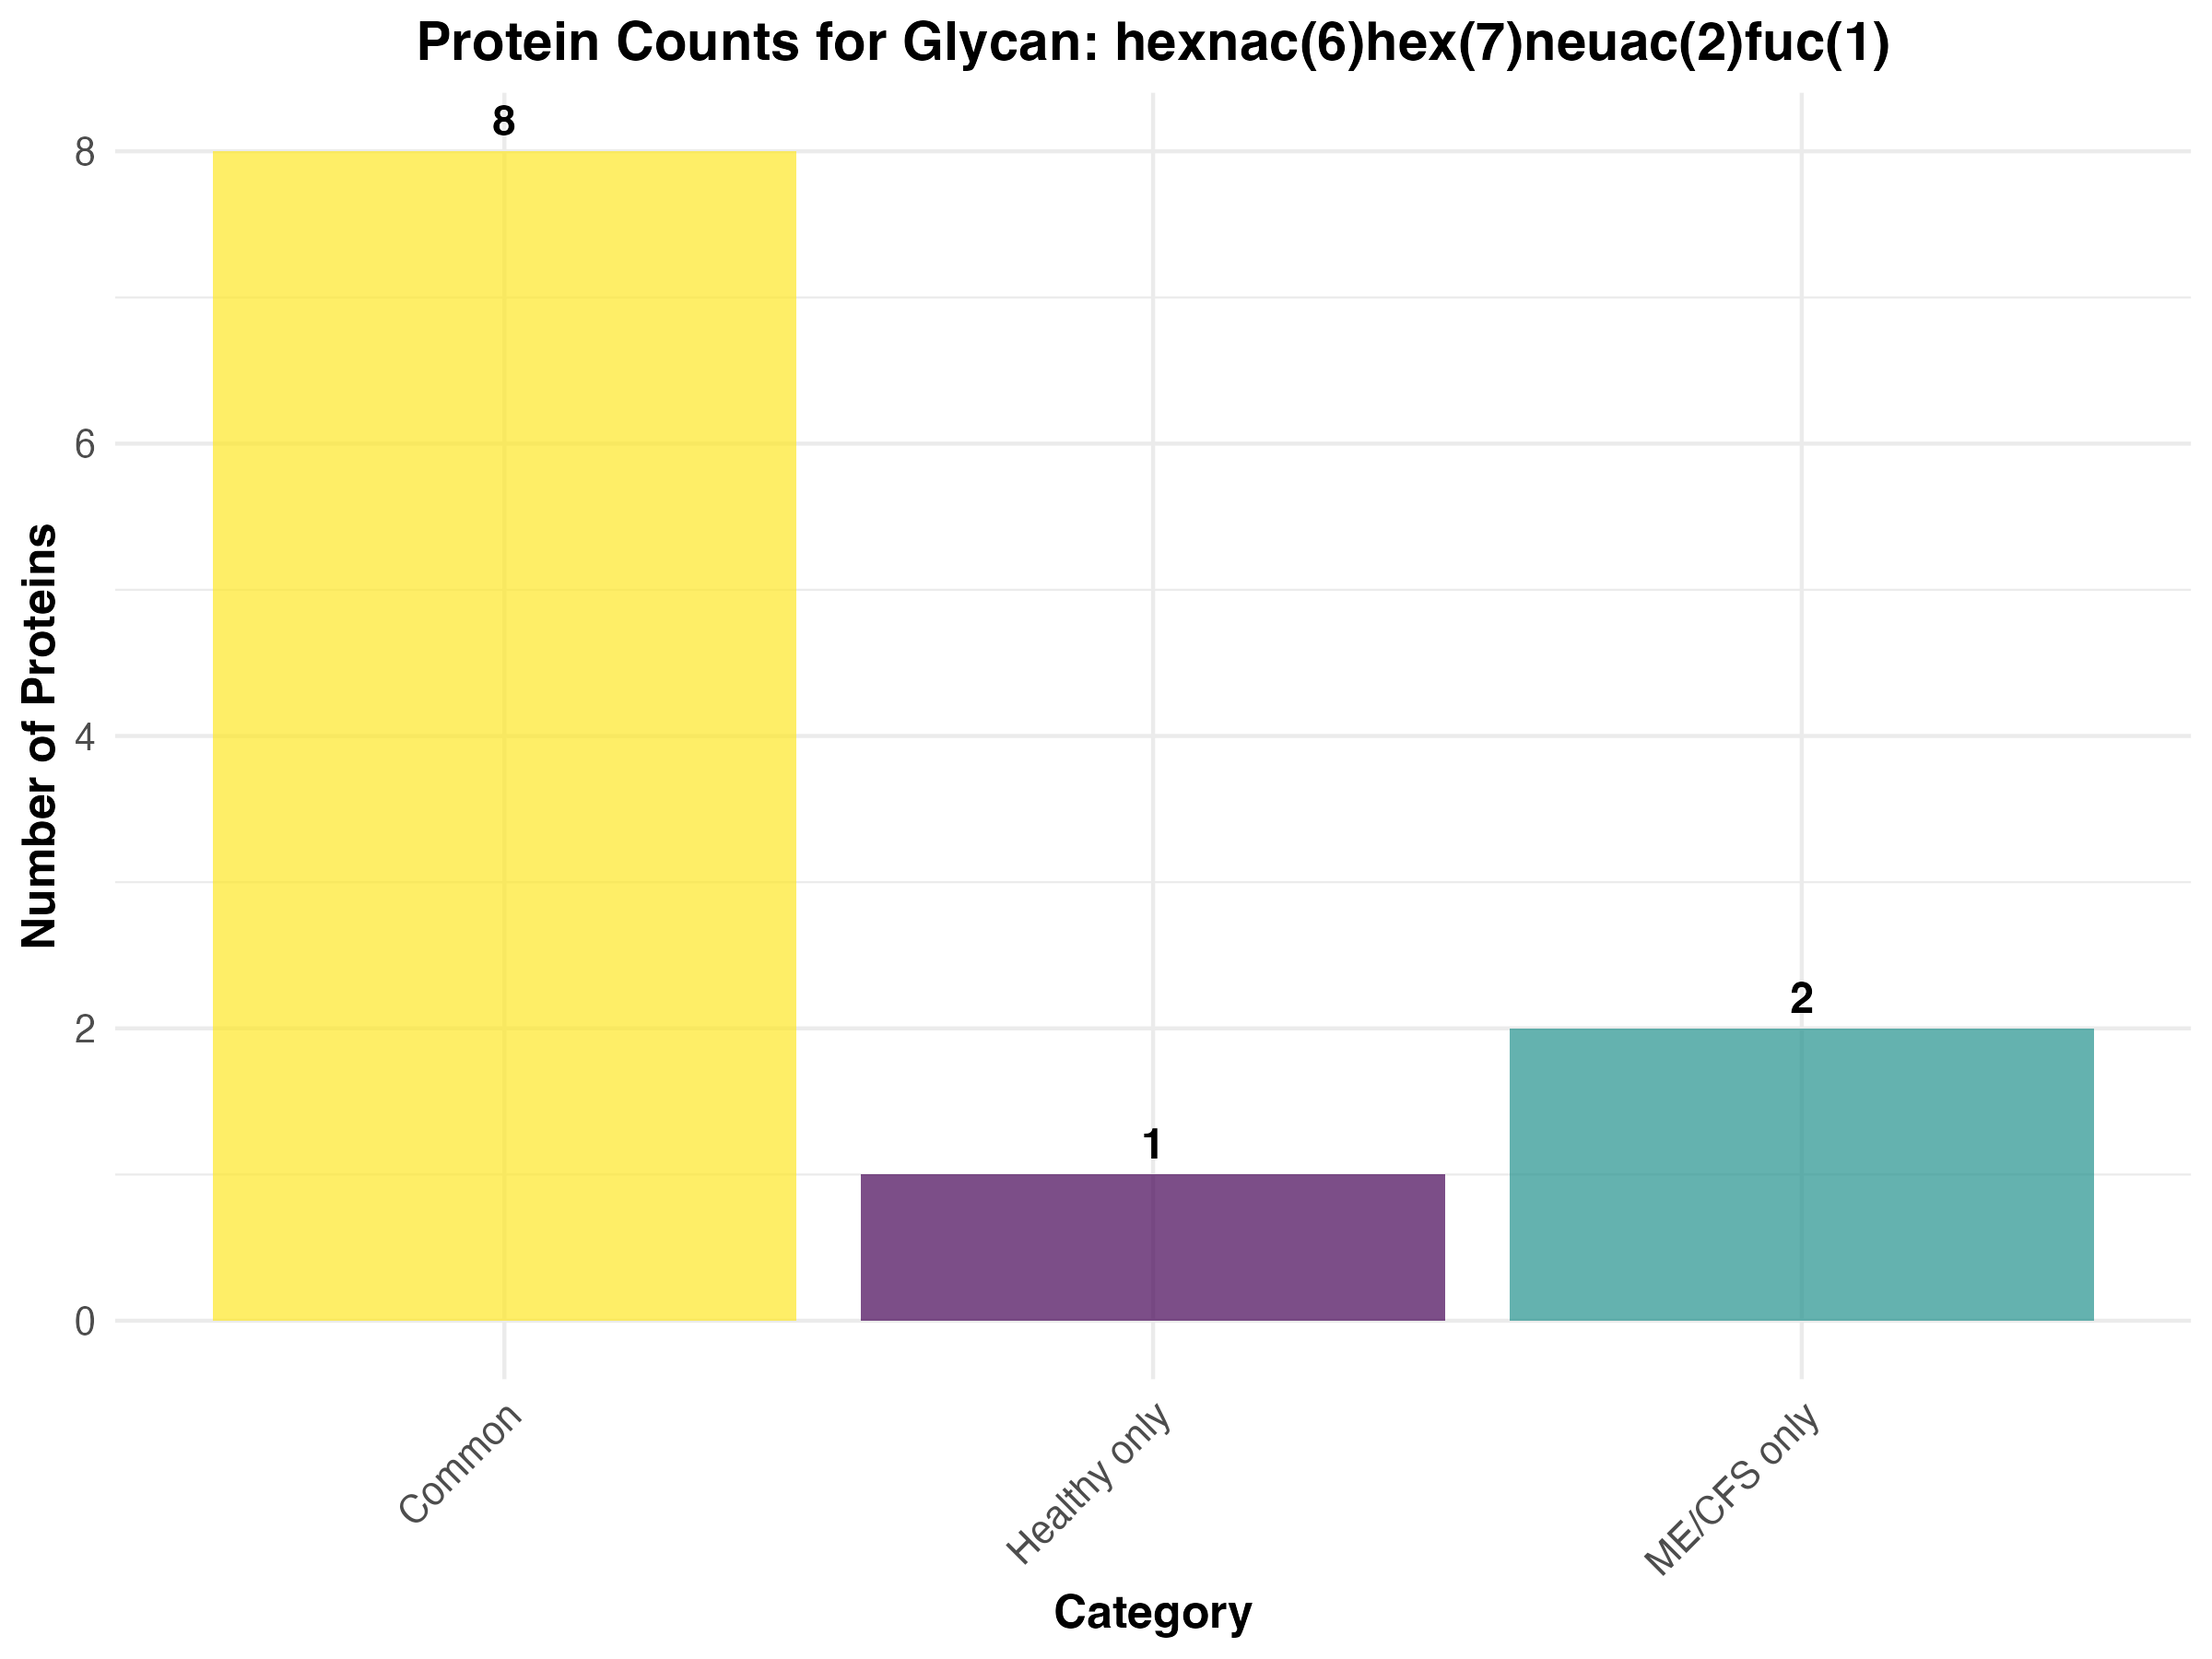 Protein Counts for Glycan: hexnac(6)hex(7)neuac(2)fuc(1)
Number of Proteins
8
6
4
2
0
8
1
2
Common
Healthy only
ME/CFS only
Category